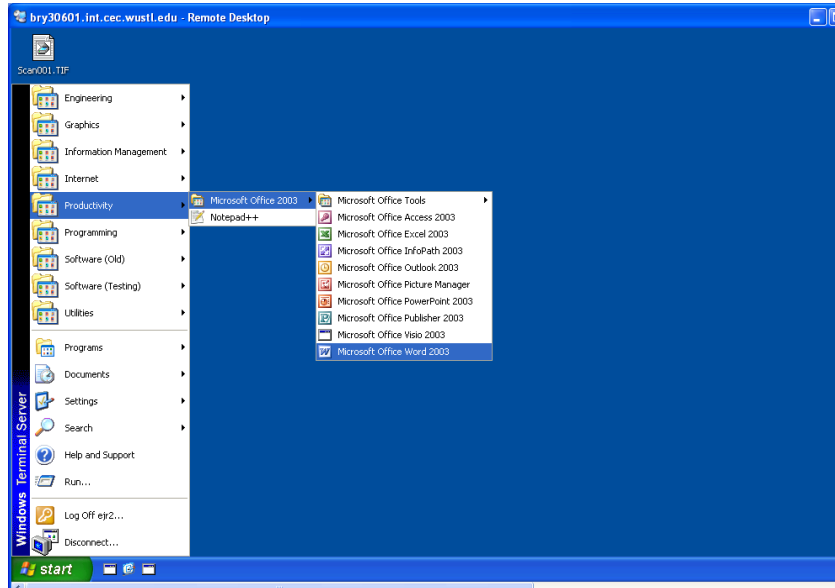 bry30601.int.cec.wustl.edu - Remote Desktop
Scan001.TIF
Engineering
Graphics
Information Management
Internet
Productivity
Programming
Software (Old)
Software (Testing)
Utilities
Programs
Documents
Settings
Search
Help and Support
Run...
Log Off ejr2...
Disconnect...
Windows Terminal Server
Microsoft Office 2003
Notepad++
Microsoft Office Tools
Microsoft Office Access 2003
Microsoft Office Excel 2003
Microsoft Office InfoPath 2003
Microsoft Office Outlook 2003
Microsoft Office Picture Manager
Microsoft Office PowerPoint 2003
Microsoft Office Publisher 2003
Microsoft Office Visio 2003
Microsoft Office Word 2003
start